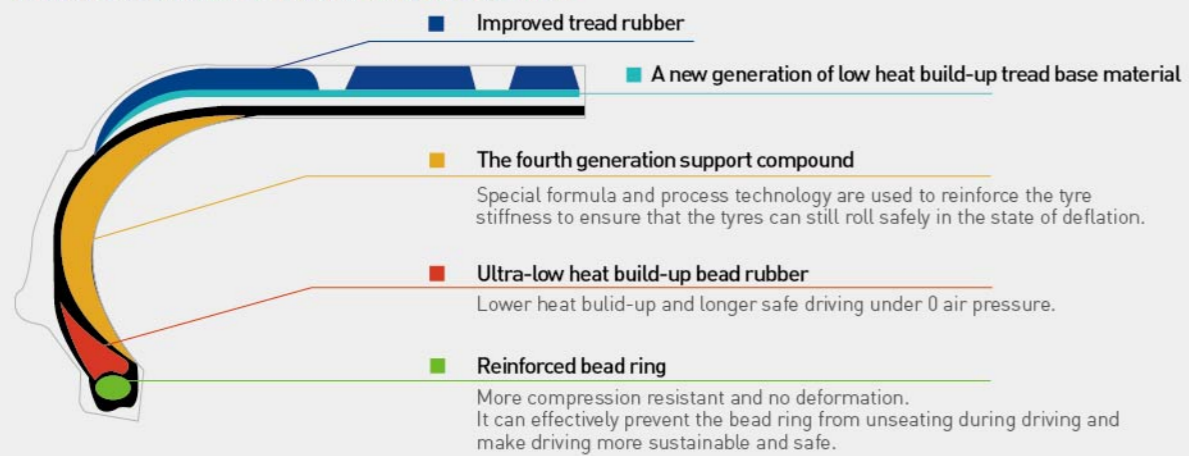 Improved tread rubber
A new generation of low heat build-up tread base material
The fourth generation support compound
Special formula and process technology are used to reinforce the tyre
stiffness to ensure that the tyres can still roll safely in the state of deflation.
Ultra-low heat build-up bead rubber
Lower heat bulid-up and longer safe driving under 0 air pressure.
Reinforced bead ring
More compression resistant and no deformation.
It can effectively prevent the bead ring from unseating during driving and
make driving more sustainable and safe.